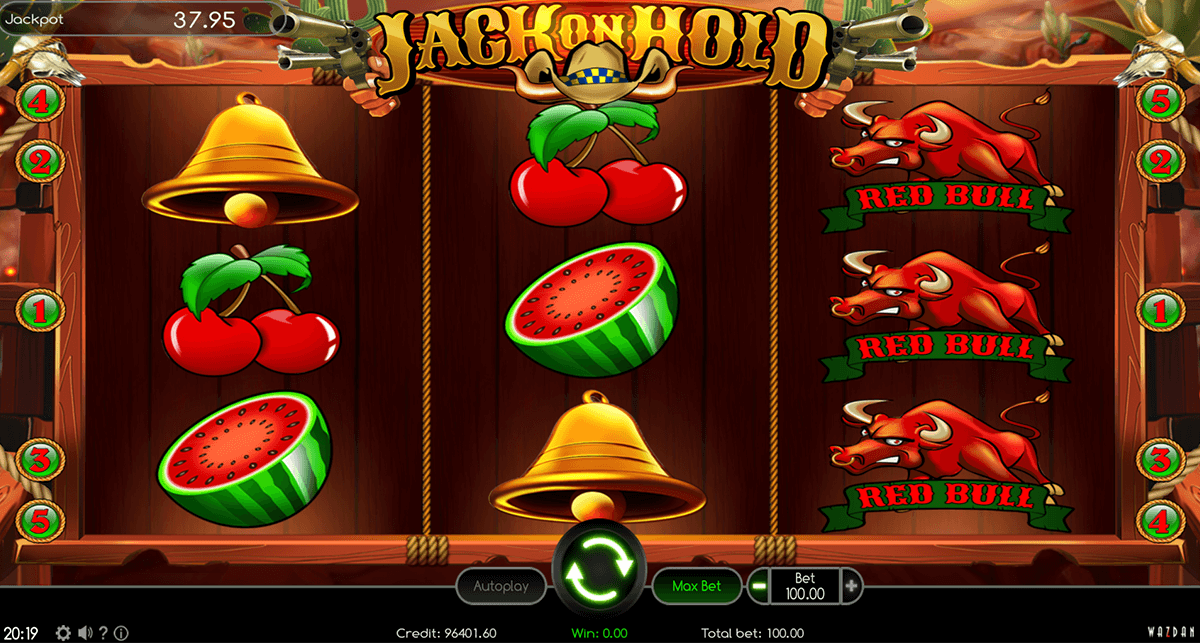 Jackpot 37.95
JACK ON HOLD
4 5
2 2
RED BULL
1 1
RED BULL
3 3
RED BULL
5 4
Autoplay Max Bet - Bet +
100.00
20:19 ? i Credit: 96401.60 Win: 0.00 Total bet: 100.00 WAZDAN